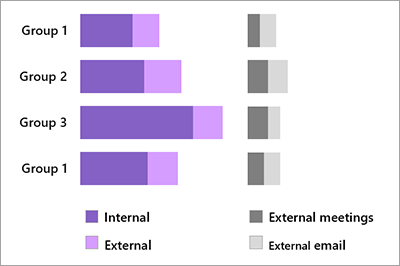 Group 1
Group 2
Group 3
Group 1
Internal
External meetings
External
External email